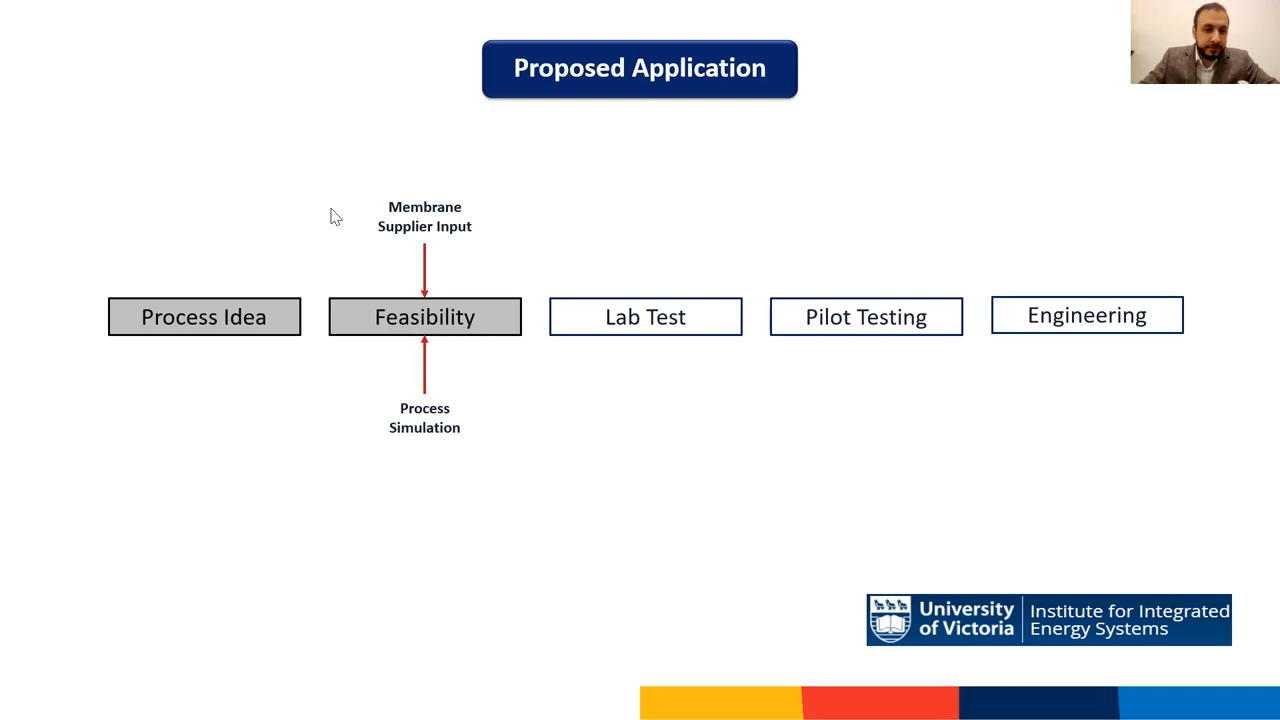 Proposed Application
Membrane
Supplier Input
Process Idea
Feasibility
Lab Test
Pilot Testing
Engineering
Process
Simulation
University
of Victoria
Institute for Integrated
Energy Systems